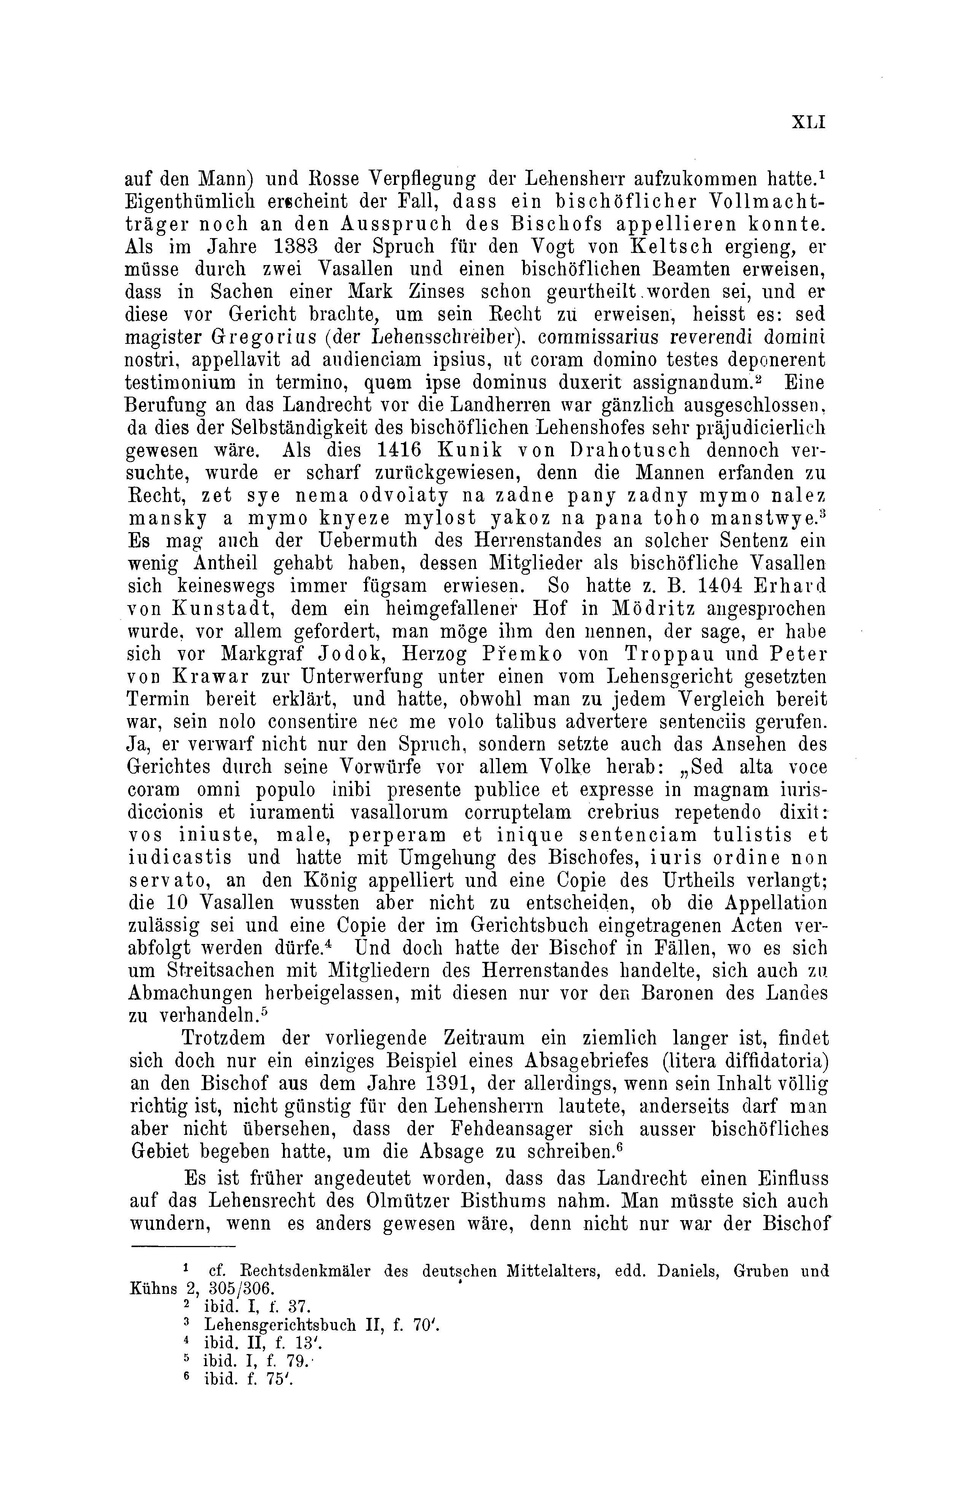 XLI
auf den Mann) und Rosse Verpflegung der Lehensherr aufzukommen hatte.¹
Eigenthümlich erscheint der Fall, dass ein bischöflicher Vollmacht-
träger noch an den Ausspruch des Bischofs appellieren konnte.
Als im Jahre 1383 der Spruch für den Vogt von Keltsch ergieng, er
müsse durch zwei Vasallen und einen bischöflichen Beamten erweisen,
dass in Sachen einer Mark Zinses schon geurtheilt worden sei, und er
diese vor Gericht brachte, um sein Recht zu erweisen, heisst es: sed
magister Gregorius (der Lehensschreiber), commissarius reverendi domini
nostri, appellavit ad audienciam ipsius, ut coram domino testes deponerent
testimonium in termino, quem ipse dominus duxerit assignandum.² Eine
Berufung an das Landrecht vor die Landherren war gänzlich ausgeschlossen,
da dies der Selbständigkeit des bischöflichen Lehenshofes sehr präjudicierlich
gewesen wäre. Als dies 1416 Kunik von Drahotusch dennoch ver-
suchte, wurde er scharf zurückgewiesen, denn die Mannen erfanden zu
Recht, zet sye nema odvolaty na zadne pany zadny mymo nalez
mansky a mymo knyeze mylost yakoz na pana toho manstwye.³
Es mag auch der Uebermuth des Herrenstandes an solcher Sentenz ein
wenig Antheil gehabt haben, dessen Mitglieder als bischöfliche Vasallen
sich keineswegs immer fügsam erwiesen. So hatte z. B. 1404 Erhard
von Kunstadt, dem ein heimgefallener Hof in Mödritz angesprochen
wurde, vor allem gefordert, man möge ihm den nennen, der sage, er habe
sich vor Markgraf Jodok, Herzog Přemko von Troppau und Peter
von Krawar zur Unterwerfung unter einen vom Lehensgericht gesetzten
Termin bereit erklärt, und hatte, obwohl man zu jedem Vergleich bereit
war, sein nolo consentire nec me volo talibus advertere sentenciis gerufen.
Ja, er verwarf nicht nur den Spruch, sondern setzte auch das Ansehen des
Gerichtes durch seine Vorwürfe vor allem Volke herab: „Sed alta voce
coram omni populo inibi presente publice et expresse in magnam iuris-
diccionis et iuramenti vasallorum corruptelam crebrius repetendo dixit:
vos iniuste, male, perperam et inique sentenciam tulistis et
iudicastis und hatte mit Umgehung des Bischofes, iuris ordine non
servato, an den König appelliert und eine Copie des Urtheils verlangt;
die 10 Vasallen wussten aber nicht zu entscheiden, ob die Appellation
zulässig sei und eine Copie der im Gerichtsbuch eingetragenen Acten ver-
abfolgt werden dürfe.⁴ Und doch hatte der Bischof in Fällen, wo es sich
um Streitsachen mit Mitgliedern des Herrenstandes handelte, sich auch zu
Abmachungen herbeigelassen, mit diesen nur vor den Baronen des Landes
zu verhandeln.⁵
Trotzdem der vorliegende Zeitraum ein ziemlich langer ist, findet
sich doch nur ein einziges Beispiel eines Absagebriefes (litera diffidatoria)
an den Bischof aus dem Jahre 1391, der allerdings, wenn sein Inhalt völlig
richtig ist, nicht günstig für den Lehensherrn lautete, anderseits darf man
aber nicht übersehen, dass der Fehdeansager sich ausser bischöfliches
Gebiet begeben hatte, um die Absage zu schreiben.⁶
Es ist früher angedeutet worden, dass das Landrecht einen Einfluss
auf das Lehensrecht des Olmützer Bisthums nahm. Man müsste sich auch
wundern, wenn es anders gewesen wäre, denn nicht nur war der Bischof
¹ cf. Rechtsdenkmäler des deutschen Mittelalters, edd. Daniels, Gruben und
Kühns 2, 305/306.
² ibid. I, f. 37.
³ Lehensgerichtsbuch II, f. 70′.
⁴ ibid. II, f. 13′.
⁵ ibid. I, f. 79.
⁶ ibid. f. 75′.